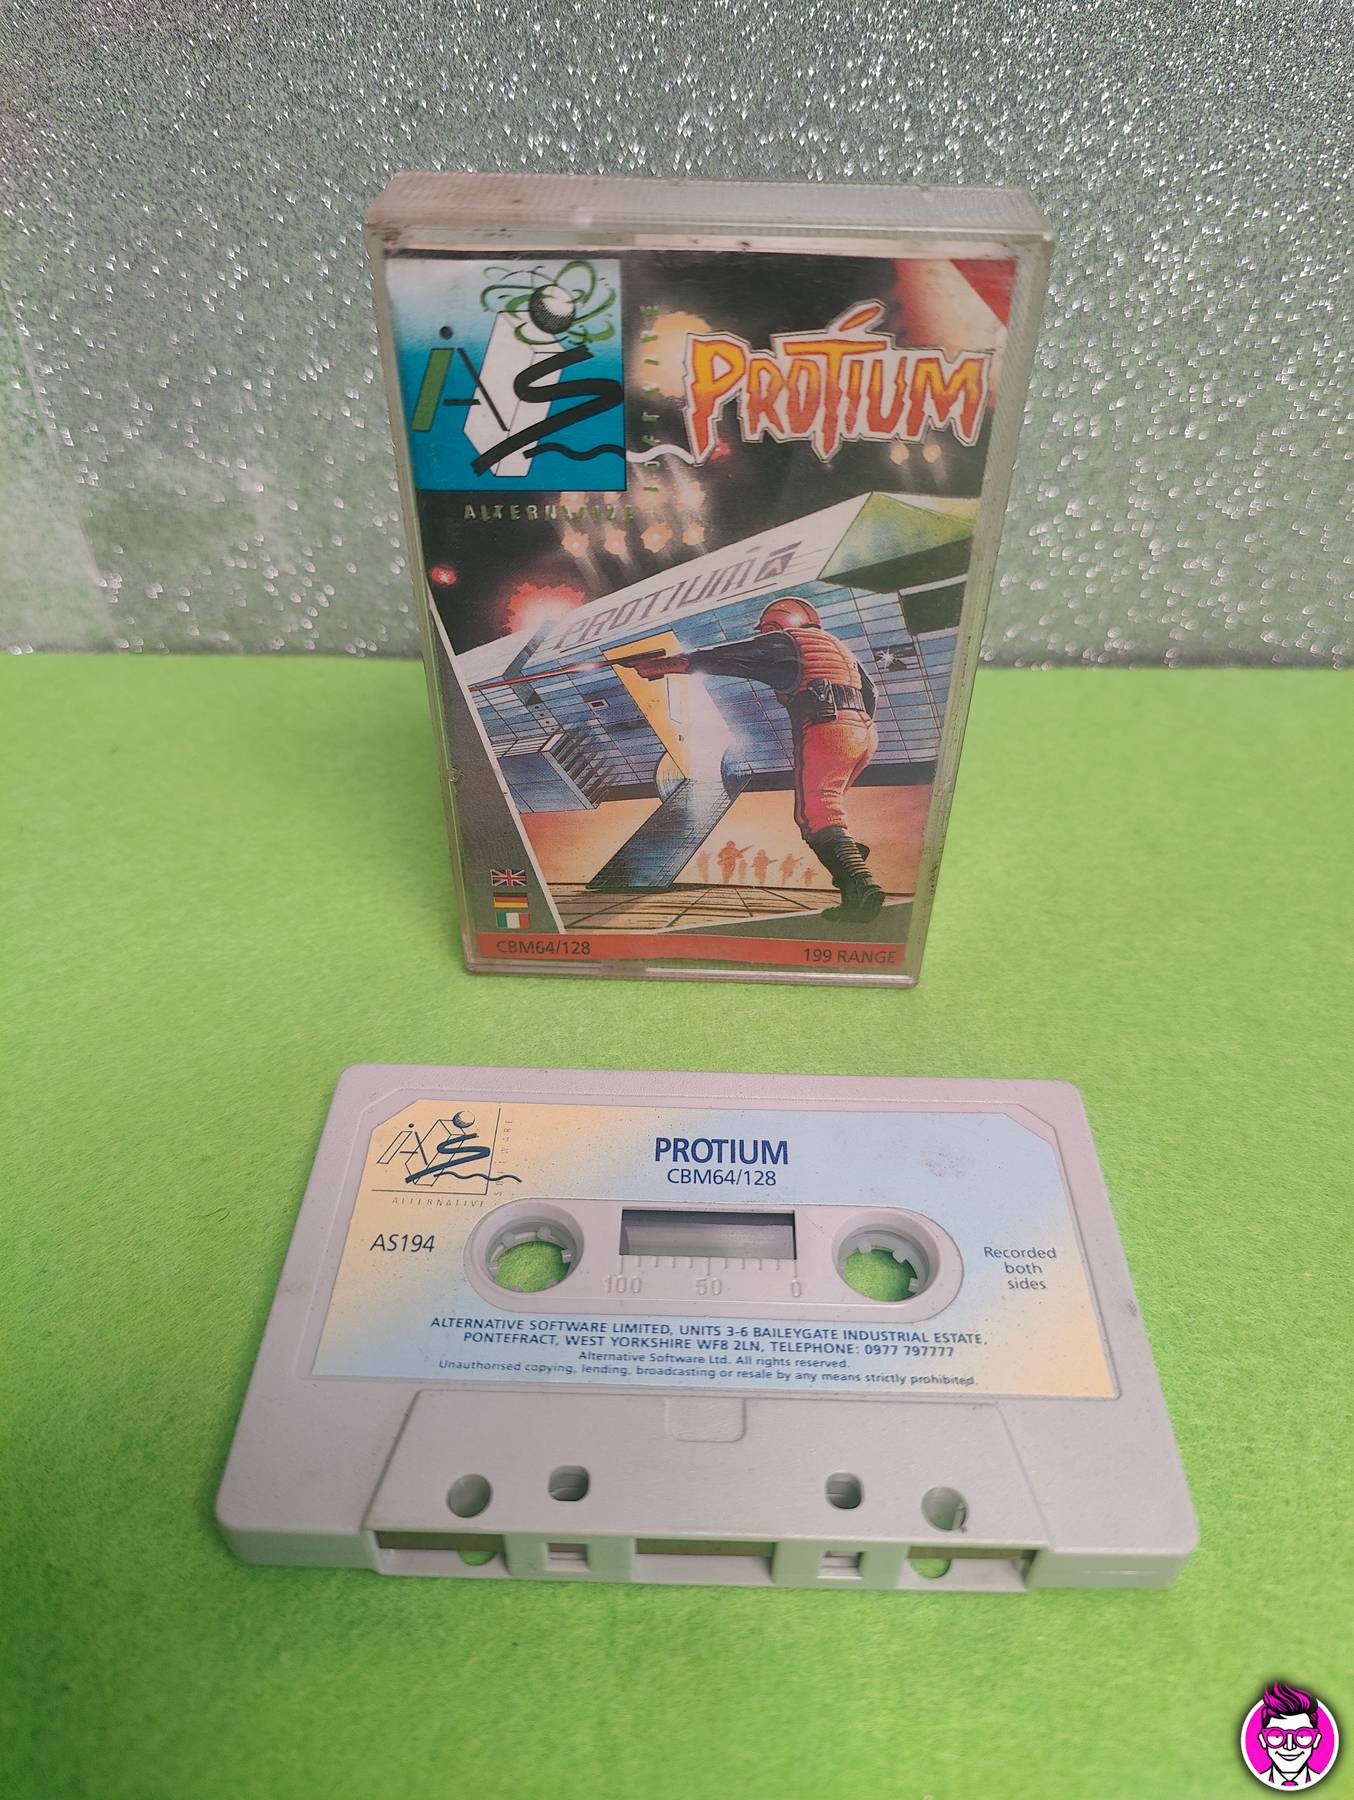 AS
SOFTWARE
PROTIUM
ALTERNATIVE
PROTIUM
CBM64/128
199 RANGE
AS
SOFTWARE
ALTERNATIVE
PROTIUM
CBM64/128
AS194
Recorded
both
sides
100 50 0
ALTERNATIVE SOFTWARE LIMITED, UNITS 3-6 BAILEYGATE INDUSTRIAL ESTATE,
PONTEFRACT, WEST YORKSHIRE WF8 2LN, TELEPHONE: 0977 797777
Alternative Software Ltd. All rights reserved.
Unauthorised copying, lending, broadcasting or resale by any means strictly prohibited.